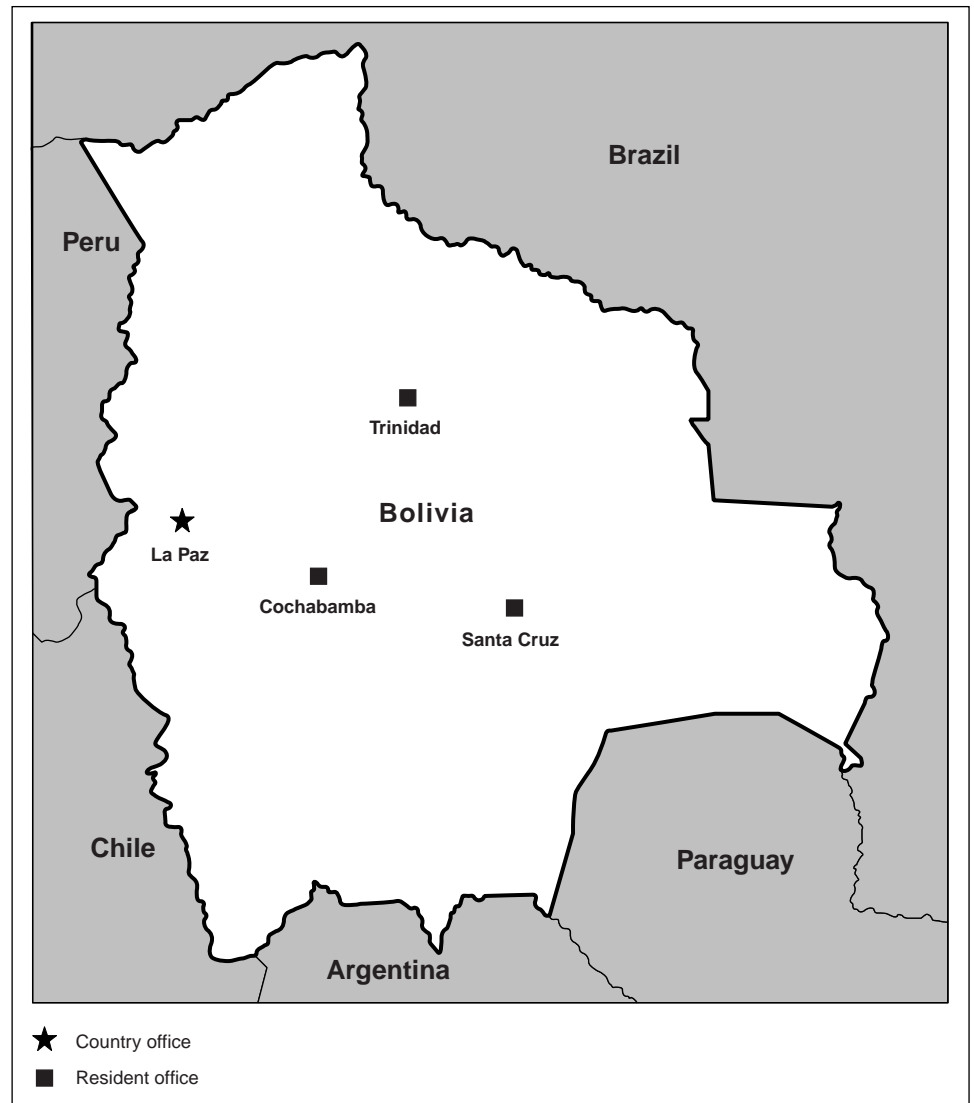 Brazil
Peru
Trinidad
Bolivia
La Paz
Cochabamba
Santa Cruz
Chile
Paraguay
Argentina
Country office
Resident office